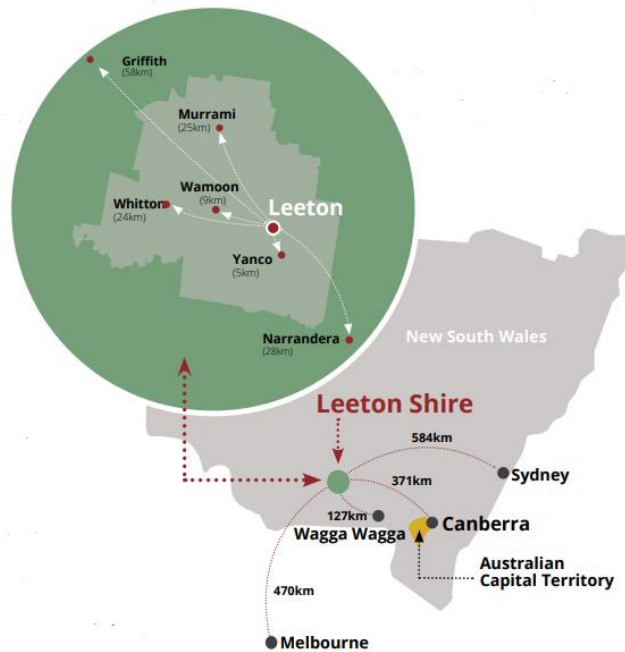 Griffith
(58km)
Murrami
(25km)
Wamoon
(9km)
Whitton
(24km)
Leeton
Yanco
(5km)
Narrandera
(28km)
New South Wales
Leeton Shire
584km
Sydney
371km
127km
Canberra
Wagga Wagga
Australian
Capital Territory
470km
Melbourne